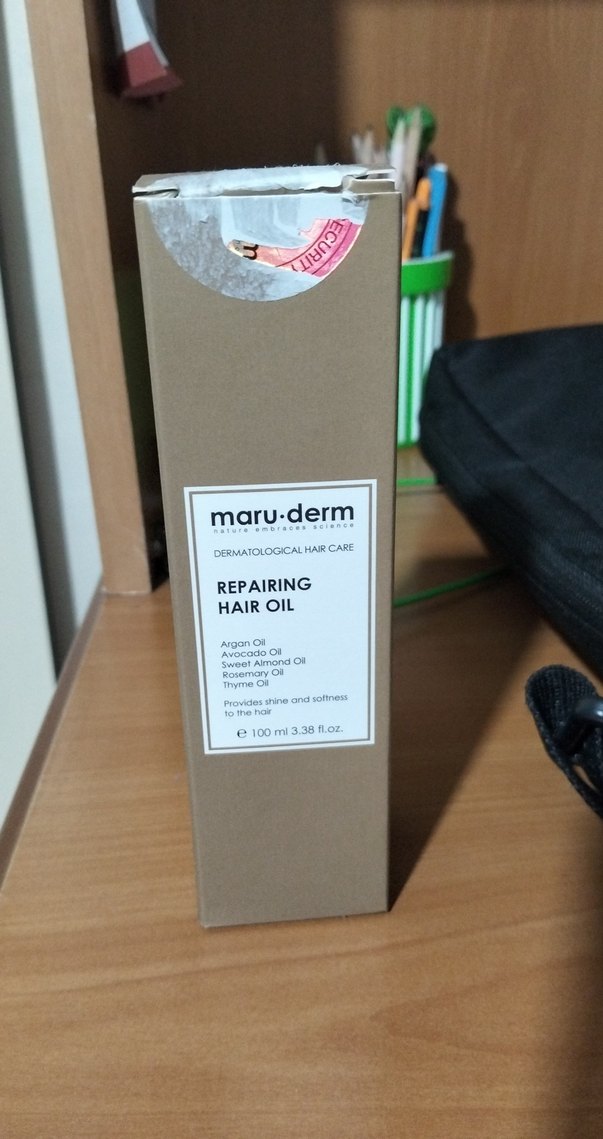 SECURITY
m
maru·derm
nature embraces science
DERMATOLOGICAL HAIR CARE
REPAIRING
HAIR OIL
Argan Oil
Avocado Oil
Sweet Almond Oil
Rosemary Oil
Thyme Oil
Provides shine and softness
to the hair
℮ 100 ml 3.38 fl.oz.